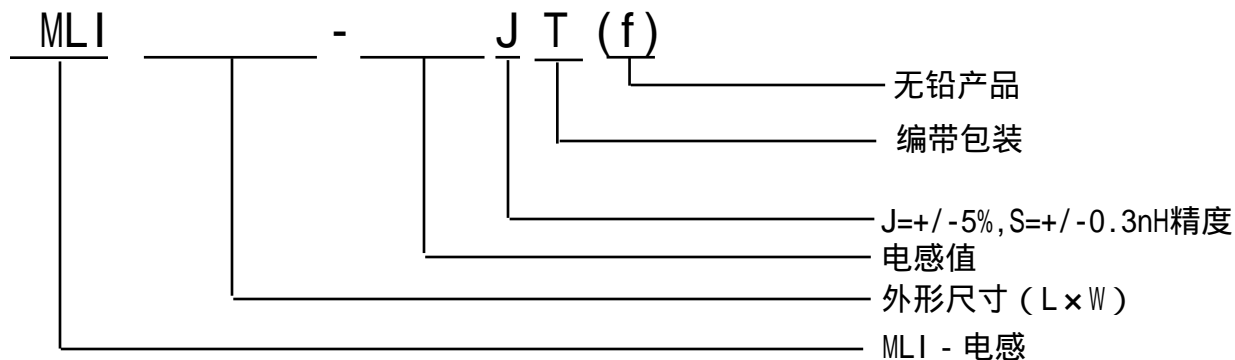 MLI - J T (f)
无铅产品
编带包装
J=+/-5%,S=+/-0.3nH精度
电感值
外形尺寸(L×W)
MLI - 电感